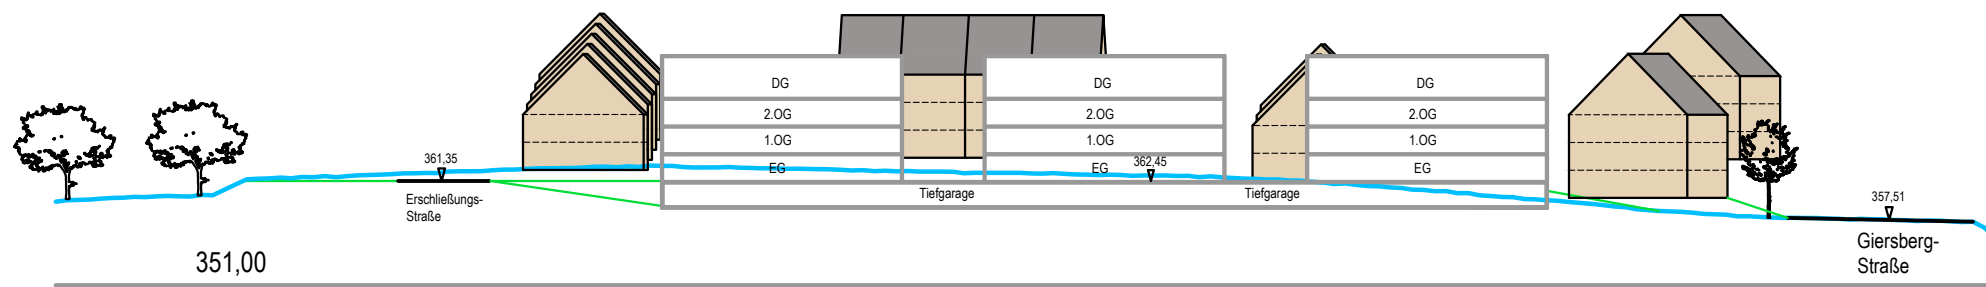 DG
2.OG
1.OG
EG
DG
2.OG
1.OG
EG
DG
2.OG
1.OG
EG
361,35
362,45
357,51
Erschließungs-
Straße
Tiefgarage
Tiefgarage
Giersberg-
Straße
351,00